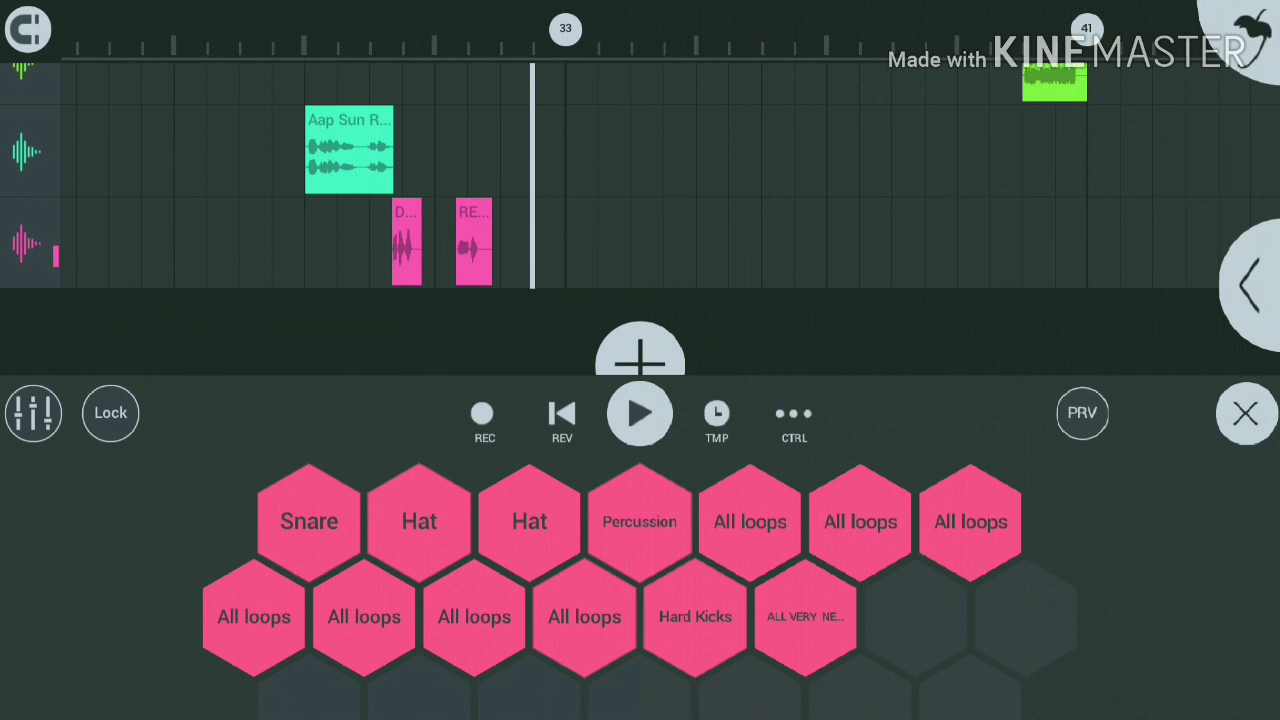 33
41
Made with KINEMASTER
Aap Sun R...
D...
RE...
Lock
REC
REV
TMP
CTRL
PRV
Snare
Hat
Hat
Percussion
All loops
All loops
All loops
All loops
All loops
All loops
All loops
Hard Kicks
ALL VERY NE...